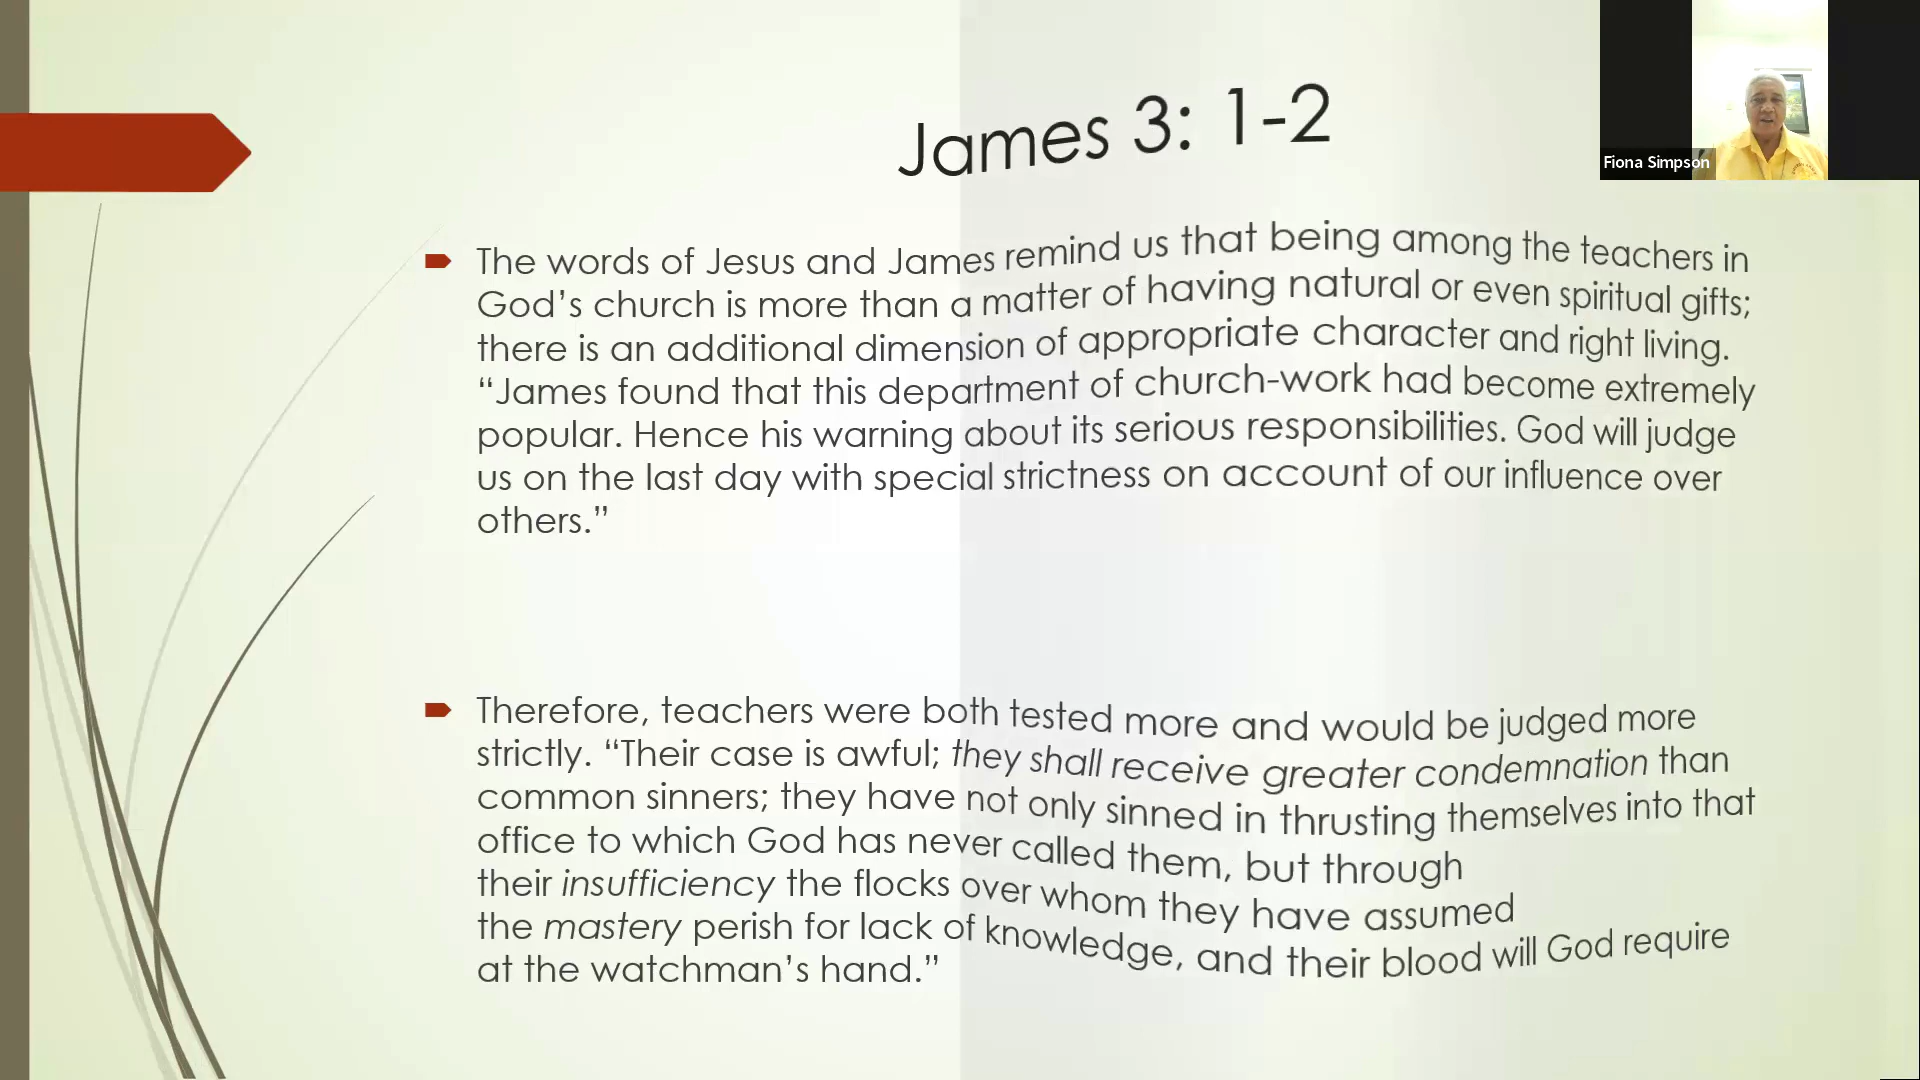 James 3: 1-2
Fiona Simpson
The words of Jesus and James remind us that being among the teachers in
God’s church is more than a matter of having natural or even spiritual gifts;
there is an additional dimension of appropriate character and right living.
“James found that this department of church-work had become extremely
popular. Hence his warning about its serious responsibilities. God will judge
us on the last day with special strictness on account of our influence over
others.”
Therefore, teachers were both tested more and would be judged more
strictly. “Their case is awful; they shall receive greater condemnation than
common sinners; they have not only sinned in thrusting themselves into that
office to which God has never called them, but through
their insufficiency the flocks over whom they have assumed
the mastery perish for lack of knowledge, and their blood will God require
at the watchman’s hand.”